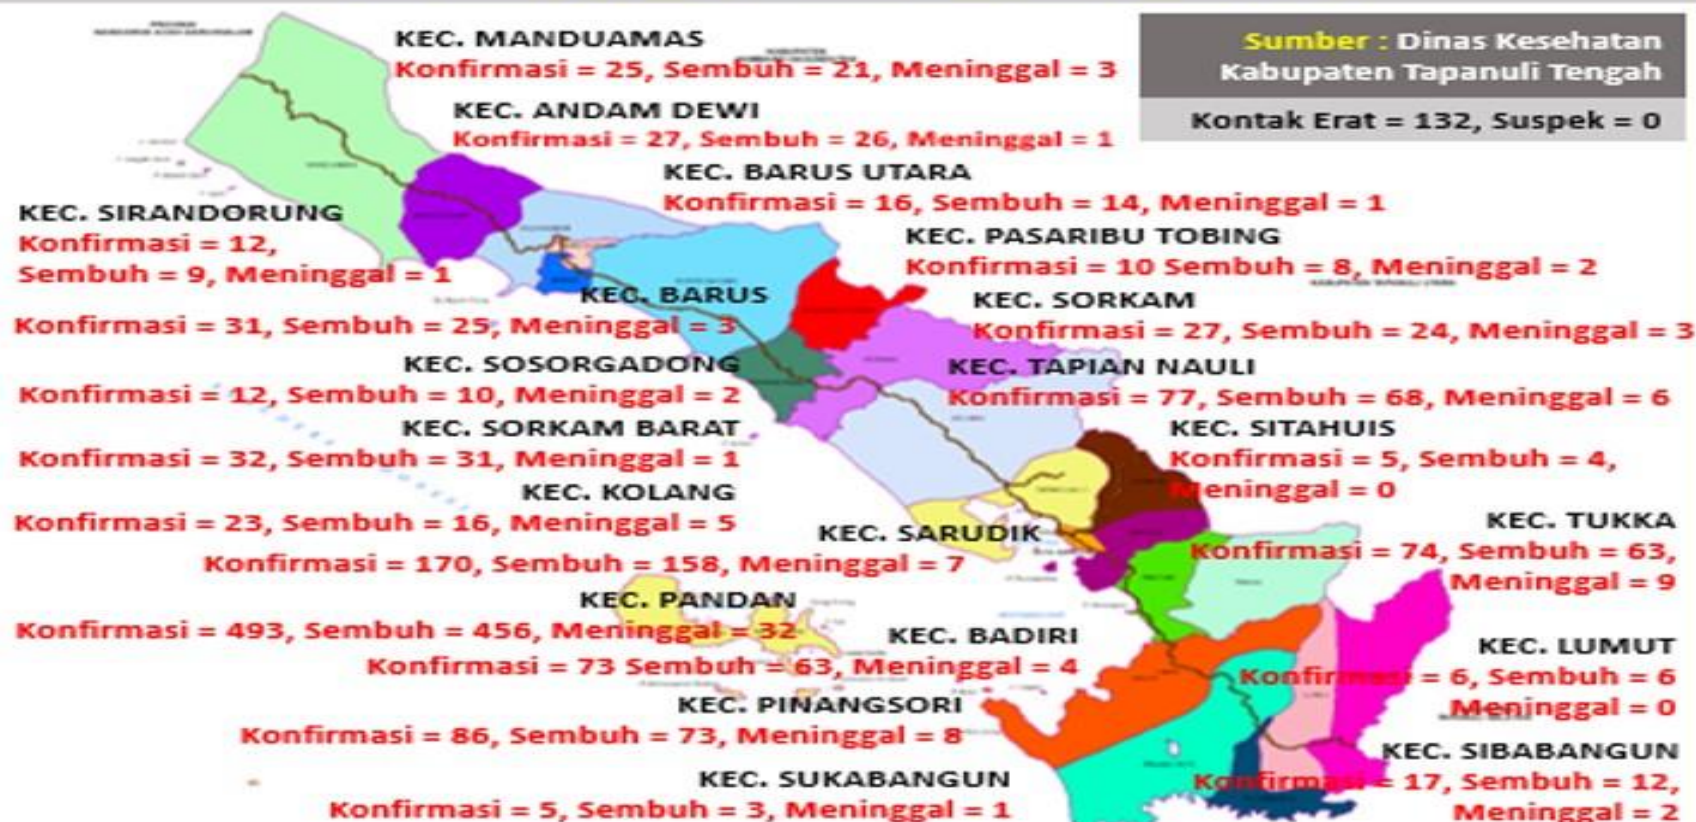 KEC. MANDUAMAS
Konfirmasi = 25, Sembuh = 21, Meninggal = 3
Sumber : Dinas Kesehatan
Kabupaten Tapanuli Tengah
Kontak Erat = 132, Suspek = 0
KEC. ANDAM DEWI
Konfirmasi = 27, Sembuh = 26, Meninggal = 1
KEC. BARUS UTARA
Konfirmasi = 16, Sembuh = 14, Meninggal = 1
KEC. SIRANDORUNG
Konfirmasi = 12,
Sembuh = 9, Meninggal = 1
KEC. PASARIBU TOBING
Konfirmasi = 10 Sembuh = 8, Meninggal = 2
KEC. BARUS
Konfirmasi = 31, Sembuh = 25, Meninggal = 3
KEC. SORKAM
Konfirmasi = 27, Sembuh = 24, Meninggal = 3
KEC. SOSORGADONG
Konfirmasi = 12, Sembuh = 10, Meninggal = 2
KEC. TAPIAN NAULI
Konfirmasi = 77, Sembuh = 68, Meninggal = 6
KEC. SORKAM BARAT
Konfirmasi = 32, Sembuh = 31, Meninggal = 1
KEC. SITAHUIS
Konfirmasi = 5, Sembuh = 4,
Meninggal = 0
KEC. KOLANG
Konfirmasi = 23, Sembuh = 16, Meninggal = 5
KEC. SARUDIK
Konfirmasi = 170, Sembuh = 158, Meninggal = 7
KEC. TUKKA
Konfirmasi = 74, Sembuh = 63,
Meninggal = 9
KEC. PANDAN
Konfirmasi = 493, Sembuh = 456, Meninggal = 32
KEC. BADIRI
Konfirmasi = 73 Sembuh = 63, Meninggal = 4
KEC. LUMUT
Konfirmasi = 6, Sembuh = 6
Meninggal = 0
KEC. PINANGSORI
Konfirmasi = 86, Sembuh = 73, Meninggal = 8
KEC. SIBABANGUN
Konfirmasi = 17, Sembuh = 12,
Meninggal = 2
KEC. SUKABANGUN
Konfirmasi = 5, Sembuh = 3, Meninggal = 1